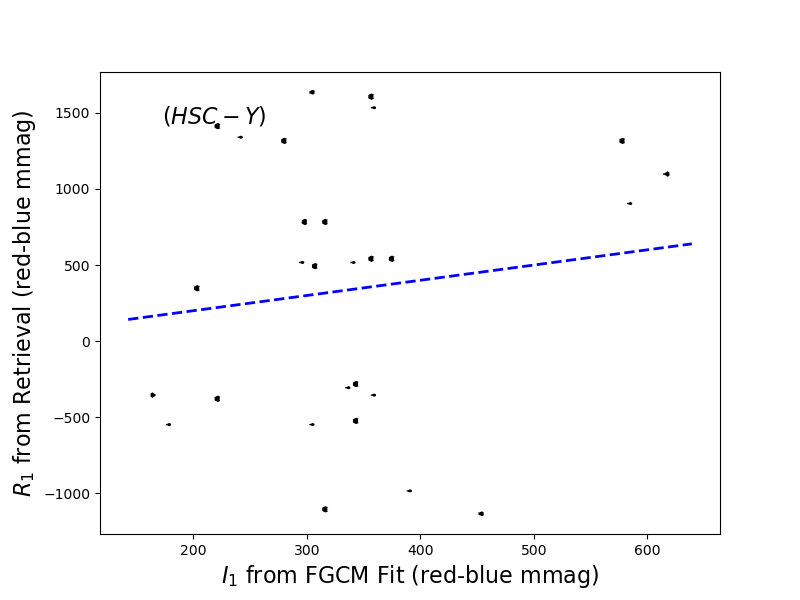 (HSC − Y)
1500
1000
500
0
−500
−1000
200 300 400 500 600
R₁ from Retrieval (red-blue mmag)
I₁ from FGCM Fit (red-blue mmag)